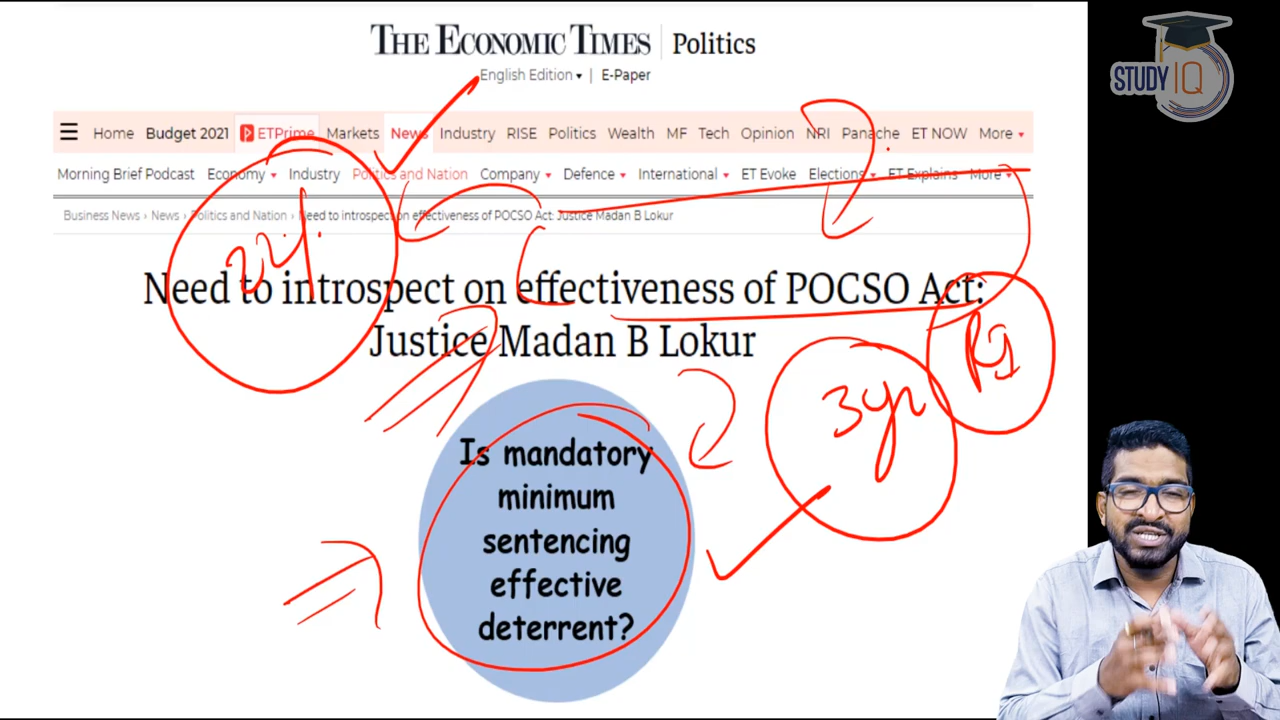 THE ECONOMIC TIMES | Politics
English Edition ▾ | E-Paper
STUDY IQ
☰ Home Budget 2021 ETPrime Markets News Industry RISE Politics Wealth MF Tech Opinion NRI Panache ET NOW More ▾
Morning Brief Podcast Economy ▾ Industry Politics and Nation Company ▾ Defence ▾ International ▾ ET Evoke Elections ▾ ET Explains More ▾
Business News › News › Politics and Nation › Need to introspect on effectiveness of POCSO Act: Justice Madan B Lokur
22%
Need to introspect on effectiveness of POCSO Act:
Justice Madan B Lokur
3yr
Is mandatory
minimum
sentencing
effective
deterrent?